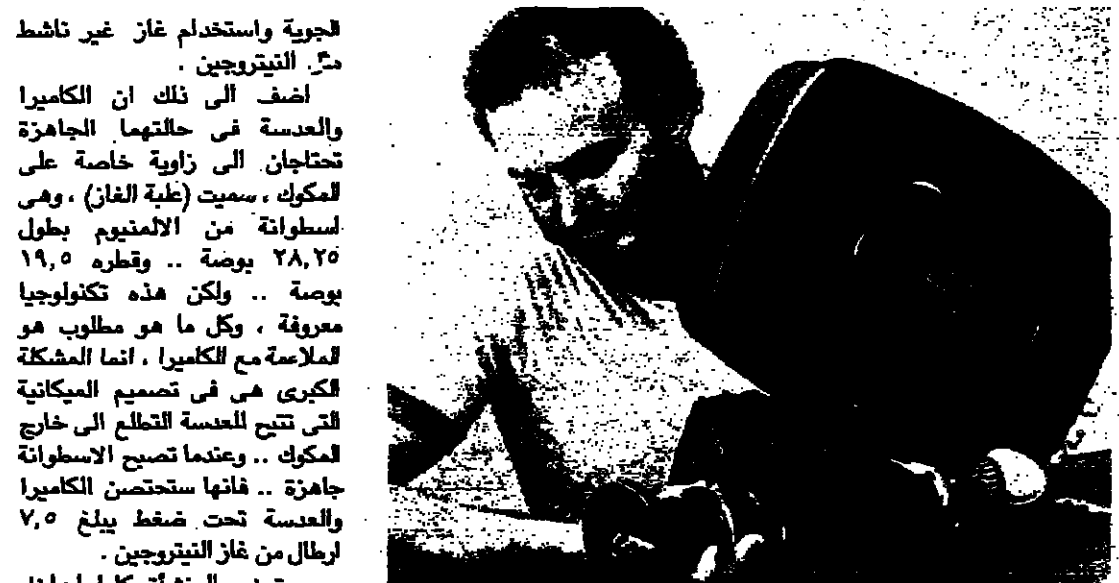 الجوية واستخدام غاز غير ناشط
النيتروجين .
اضف الى ذلك ان الكاميرا
والعدسة فى حالتهما الجاهزة
تحتاجان الى زاوية خاصة على
المكوك ، سميت (علبة الغاز) ، وهى
اسطوانة من الالمنيوم بطول
٢٨,٢٥ بوصة .. وقطره ١٩,٥
بوصة .. ولكن هذه تكنولوجيا
معروفة ، وكل ما هو مطلوب هو
الملاءمة مع الكاميرا ، انما المشكلة
الكبرى هى فى تصميم الميكانية
التى تتيح للعدسة التطلع الى خارج
المكوك .. وعندما تصبح الاسطوانة
جاهزة .. فانها ستحتصن الكاميرا
والعدسة تحت ضغط يبلغ ٧,٥
ارطال من غاز النيتروجين .